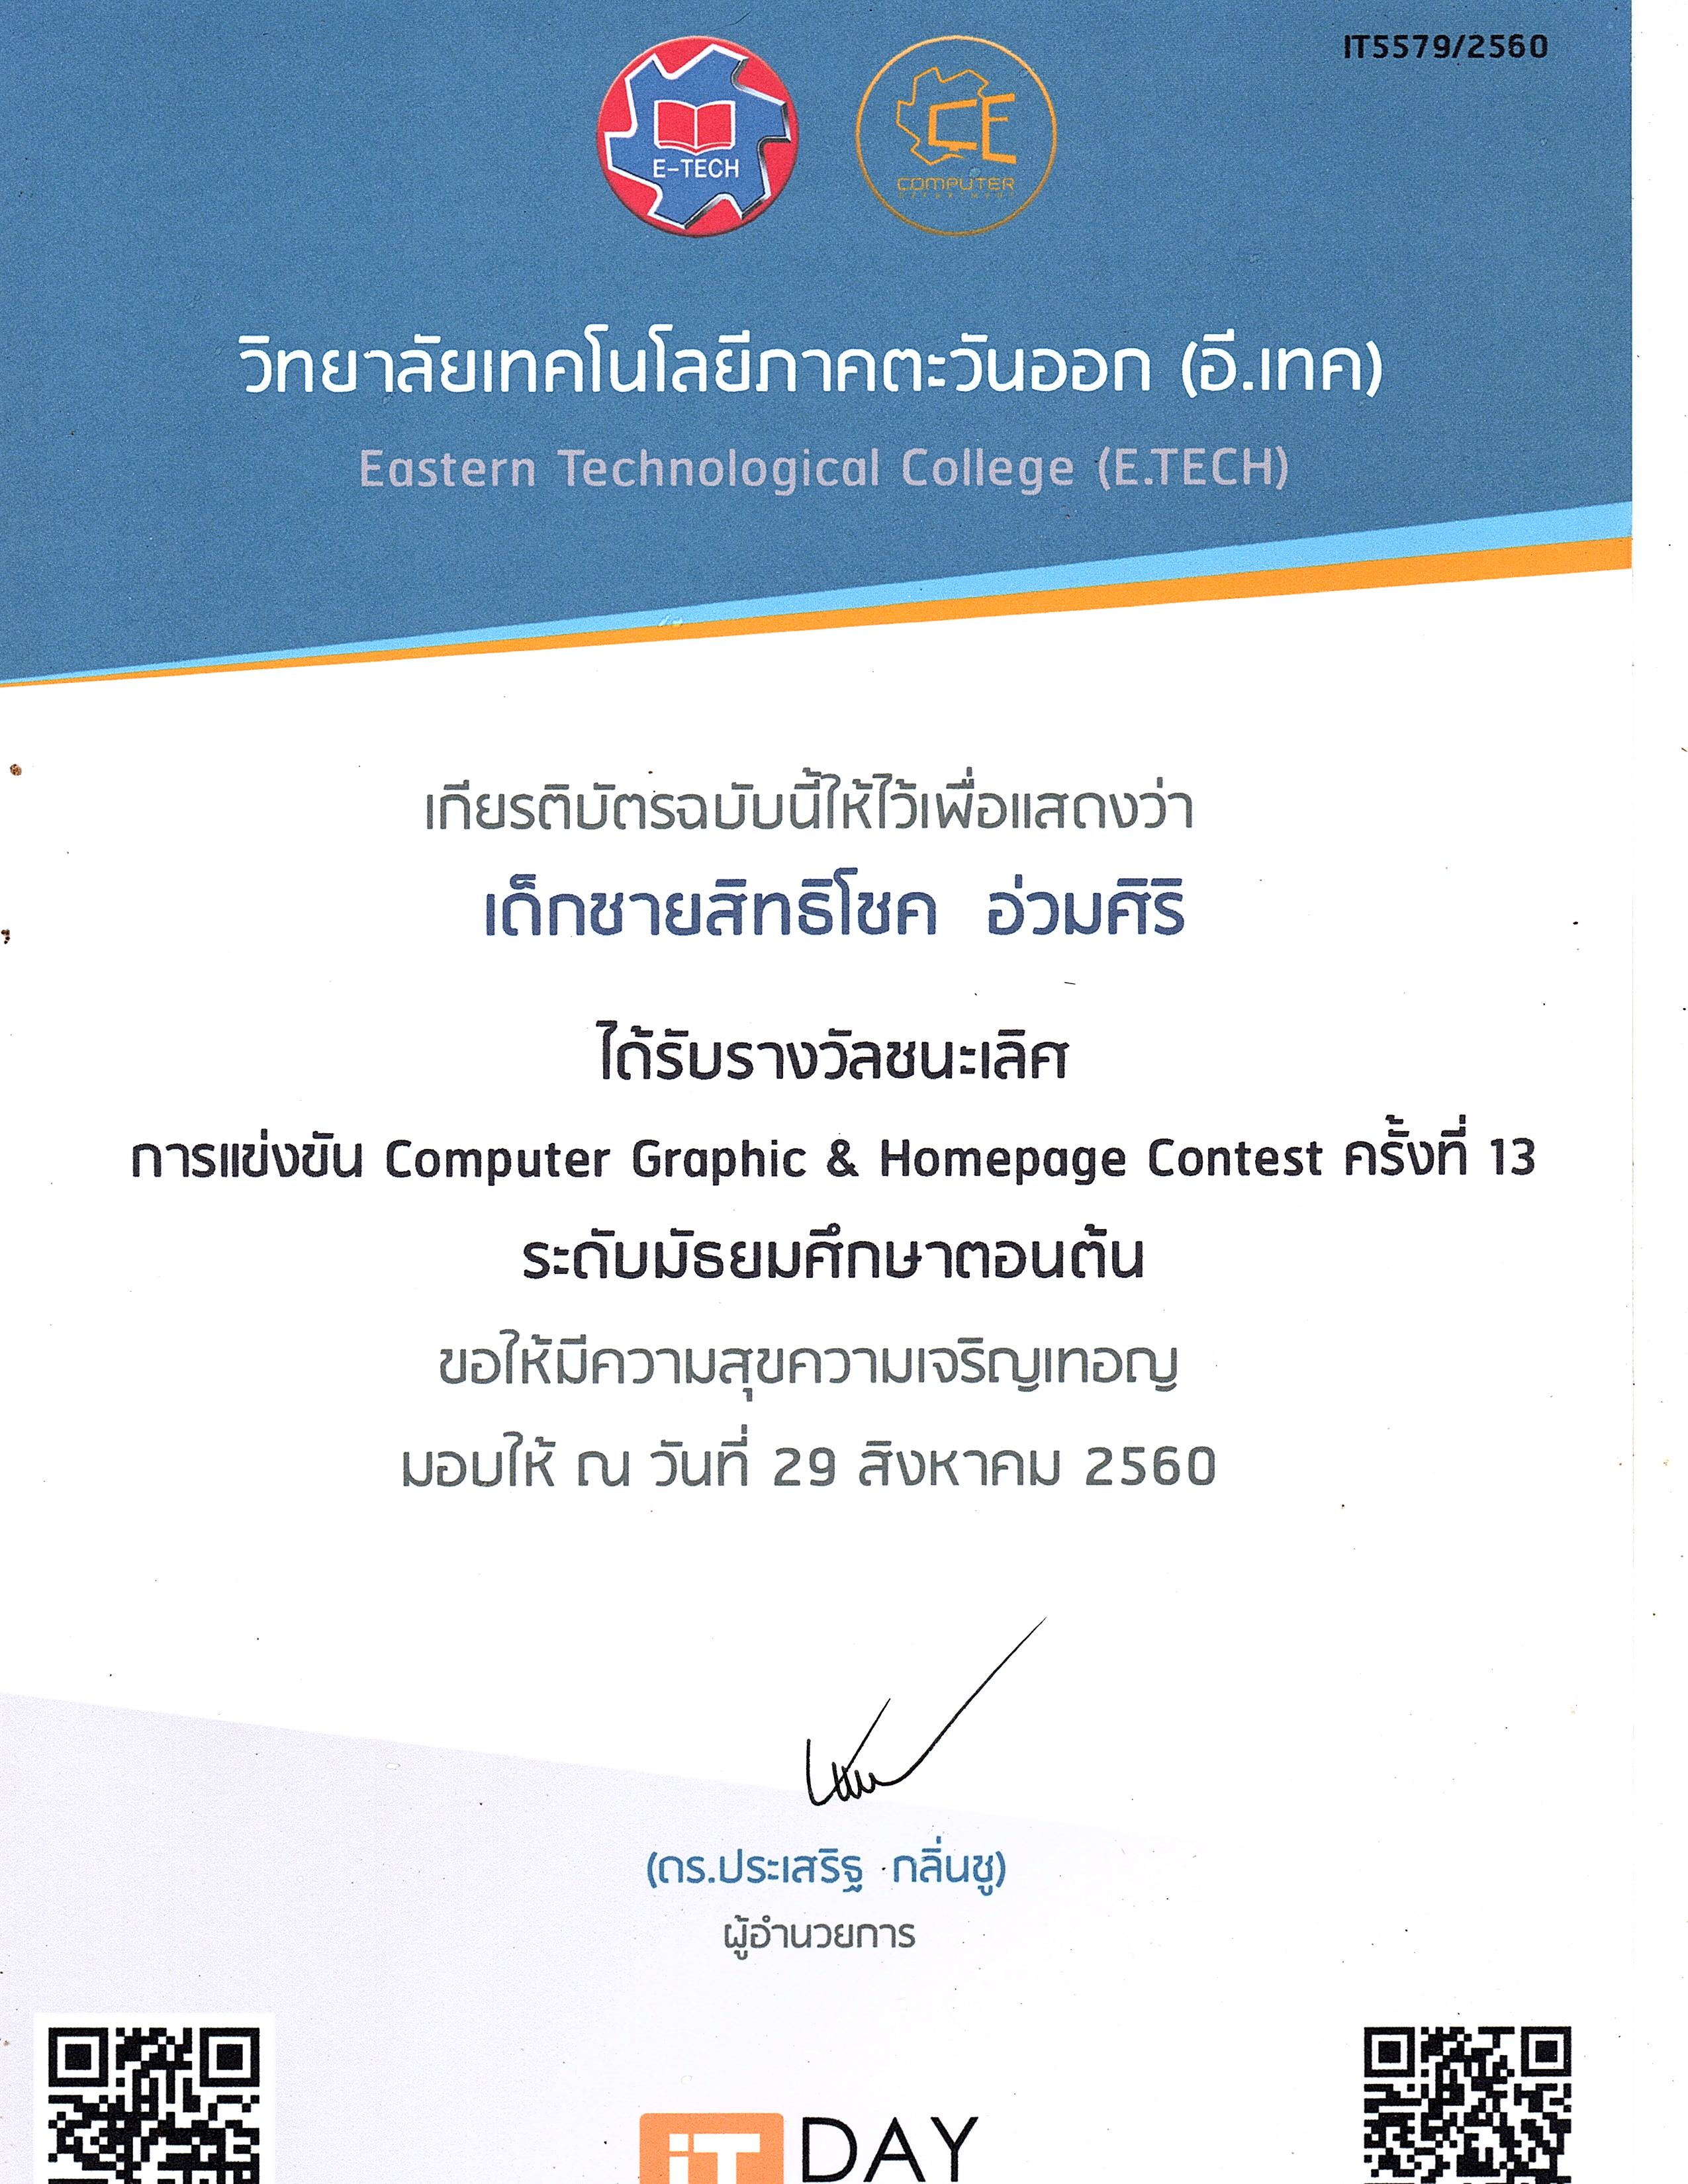 IT5579/2560
E-TECH
CE
COMPUTER
วิทยาลัยเทคโนโลยีภาคตะวันออก (อี.เทค)
Eastern Technological College (E.TECH)
เกียรติบัตรฉบับนี้ให้ไว้เพื่อแสดงว่า
เด็กชายสิทธิโชค อ่วมศิริ
ได้รับรางวัลชนะเลิศ
การแข่งขัน Computer Graphic & Homepage Contest ครั้งที่ 13
ระดับมัธยมศึกษาตอนต้น
ขอให้มีความสุขความเจริญเทอญ
มอบให้ ณ วันที่ 29 สิงหาคม 2560
(ดร.ประเสริฐ กลิ่นชู)
ผู้อำนวยการ
iT DAY